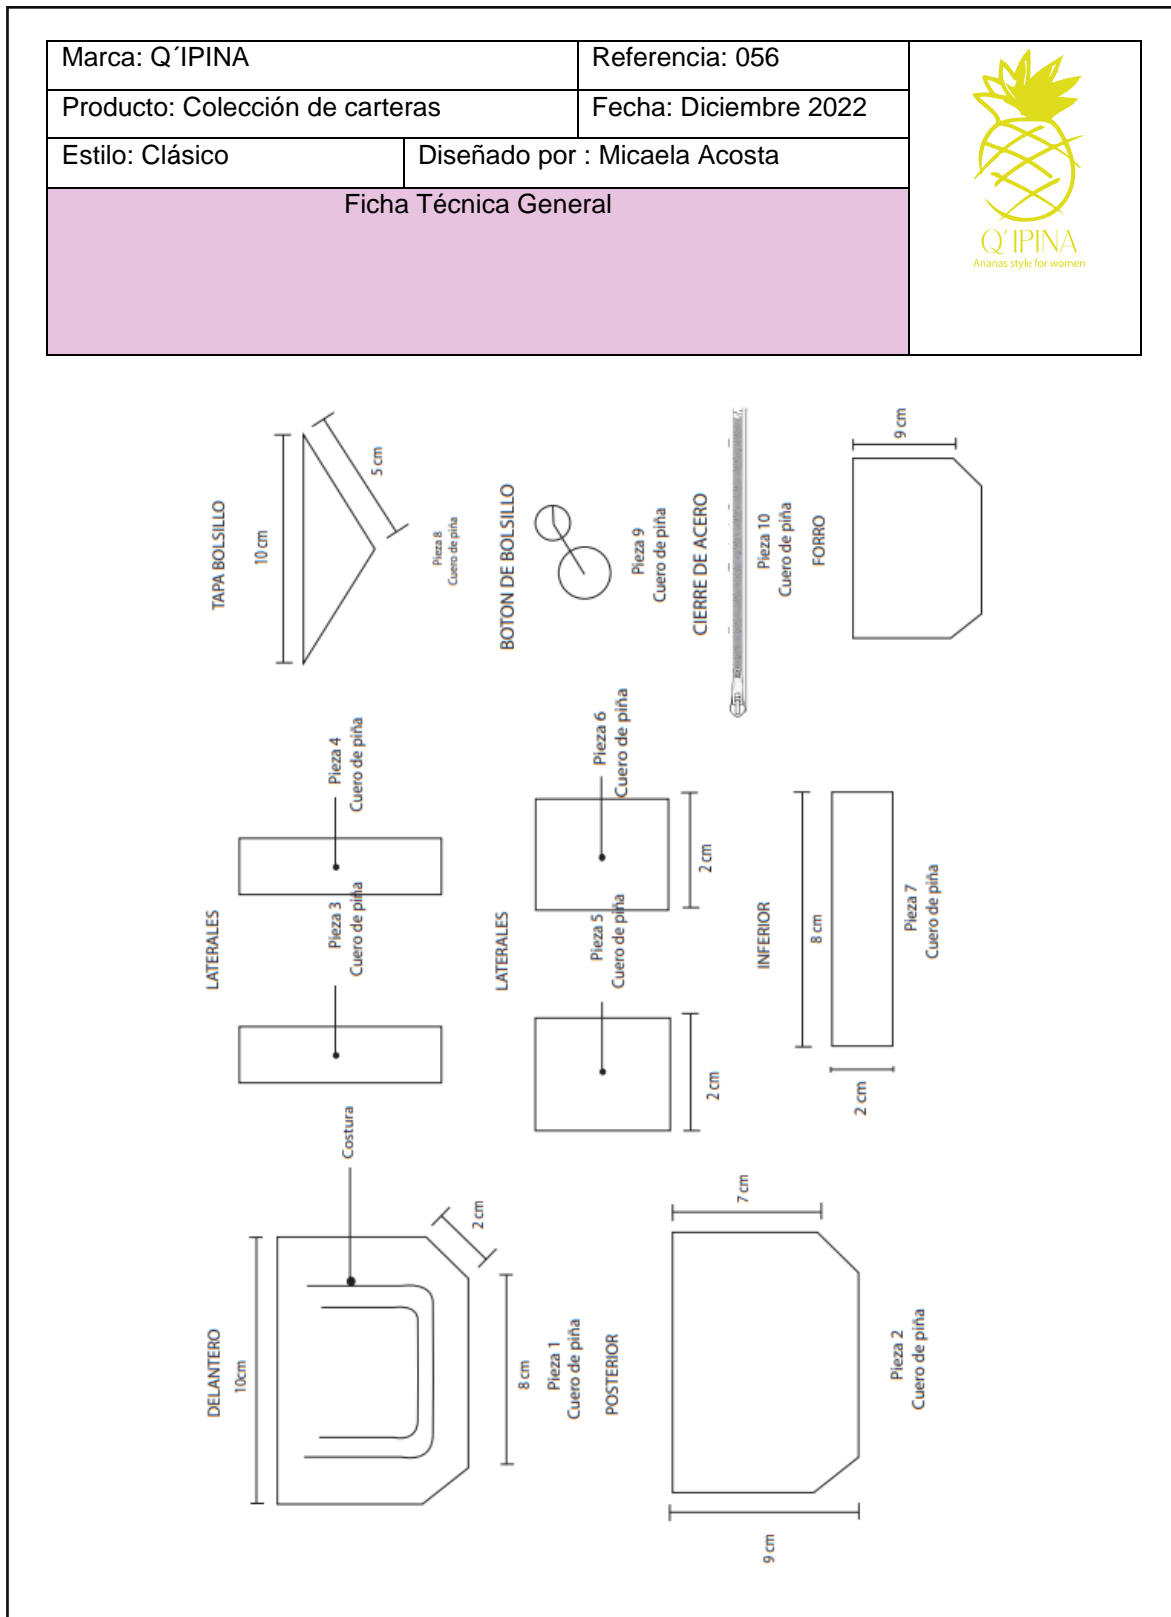 Marca: Q´IPINA
Referencia: 056
Producto: Colección de carteras
Fecha: Diciembre 2022
Estilo: Clásico
Diseñado por : Micaela Acosta
Ficha Técnica General
Q´IPINA
Ananas style for women
DELANTERO
10cm
Costura
2 cm
8 cm
Pieza 1
Cuero de piña
POSTERIOR
7 cm
9 cm
Pieza 2
Cuero de piña
LATERALES
Pieza 3
Cuero de piña
Pieza 4
Cuero de piña
LATERALES
Pieza 5
Cuero de piña
Pieza 6
Cuero de piña
2 cm
2 cm
INFERIOR
8 cm
2 cm
Pieza 7
Cuero de piña
TAPA BOLSILLO
10 cm
5 cm
Pieza 8
Cuero de piña
BOTON DE BOLSILLO
Pieza 9
Cuero de piña
CIERRE DE ACERO
Pieza 10
Cuero de piña
FORRO
9 cm